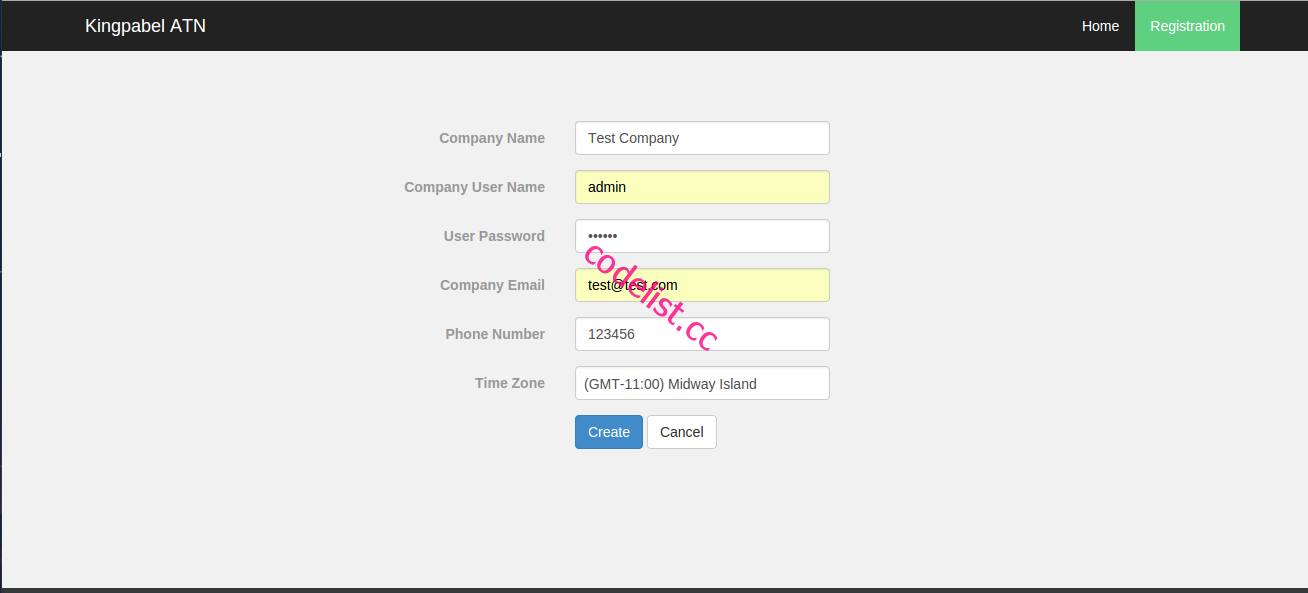 Kingpabel ATN Home Registration
Company Name Test Company
Company User Name admin
User Password ••••••
Company Email test@test.com
Phone Number 123456
Time Zone (GMT-11:00) Midway Island
Create Cancel
codelist.cc